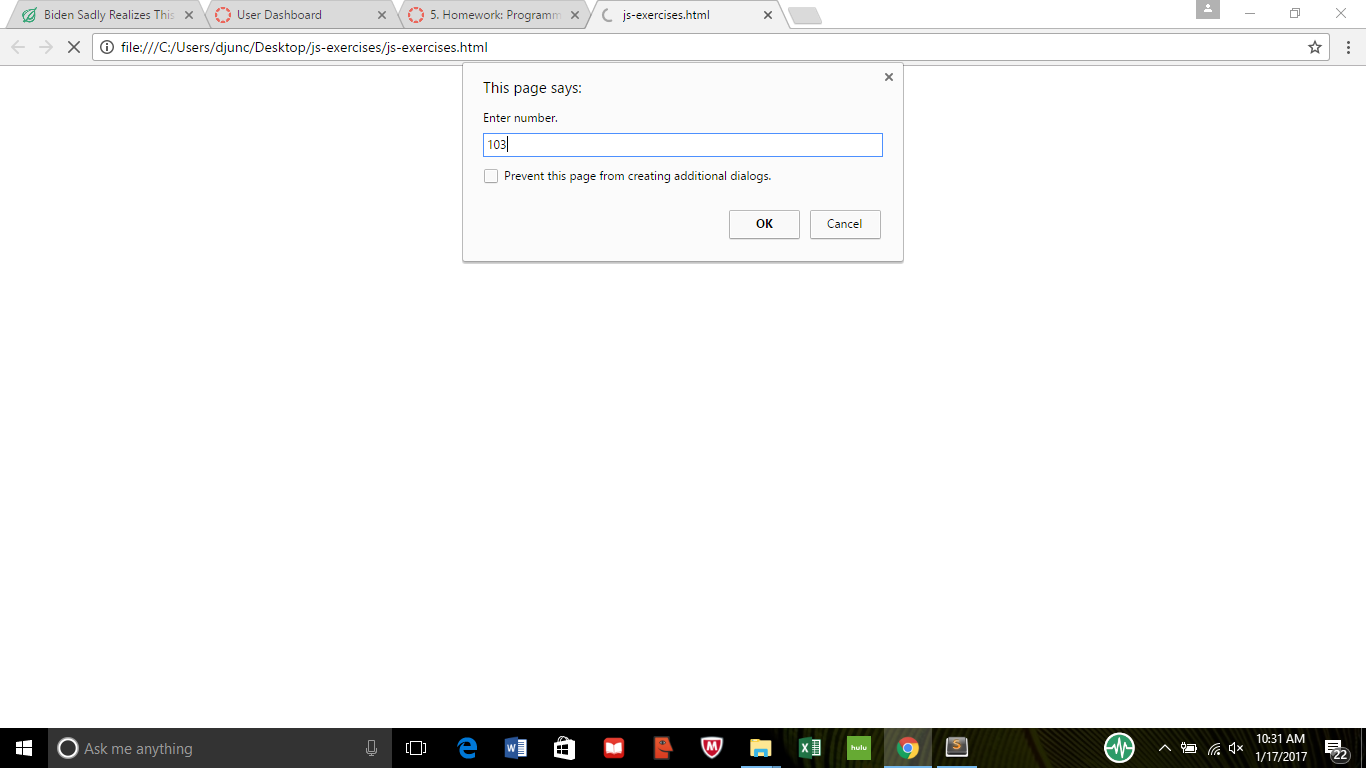 Biden Sadly Realizes This
User Dashboard
5. Homework: Programm
js-exercises.html
file:///C:/Users/djunc/Desktop/js-exercises/js-exercises.html
This page says:
Enter number.
103
Prevent this page from creating additional dialogs.
OK
Cancel
Ask me anything
hulu
10:31 AM
1/17/2017
22